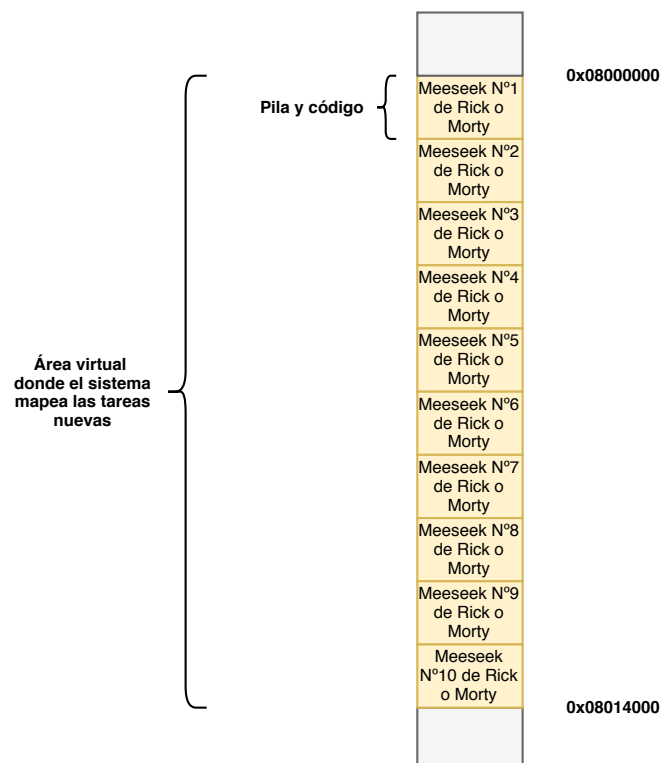 0x08000000
Pila y código
Meeseek Nº1
de Rick o
Morty
Meeseek Nº2
de Rick o
Morty
Meeseek Nº3
de Rick o
Morty
Meeseek Nº4
de Rick o
Morty
Área virtual
donde el sistema
mapea las tareas
nuevas
Meeseek Nº5
de Rick o
Morty
Meeseek Nº6
de Rick o
Morty
Meeseek Nº7
de Rick o
Morty
Meeseek Nº8
de Rick o
Morty
Meeseek Nº9
de Rick o
Morty
Meeseek
Nº10 de Rick
o Morty
0x08014000